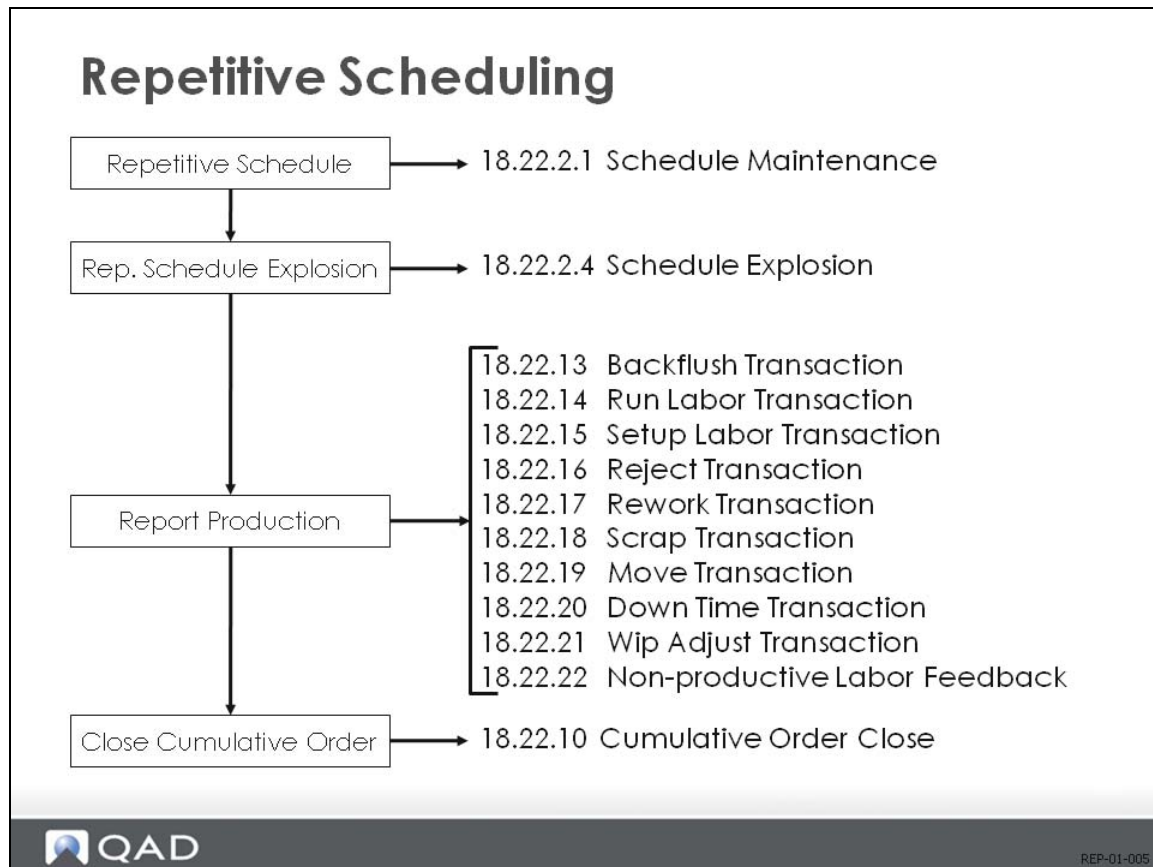 Repetitive Scheduling
Repetitive Schedule
18.22.2.1 Schedule Maintenance
Rep. Schedule Explosion
18.22.2.4 Schedule Explosion
18.22.13 Backflush Transaction
18.22.14 Run Labor Transaction
18.22.15 Setup Labor Transaction
18.22.16 Reject Transaction
18.22.17 Rework Transaction
Report Production
18.22.18 Scrap Transaction
18.22.19 Move Transaction
18.22.20 Down Time Transaction
18.22.21 Wip Adjust Transaction
18.22.22 Non-productive Labor Feedback
Close Cumulative Order
18.22.10 Cumulative Order Close
QAD
REP-01-005